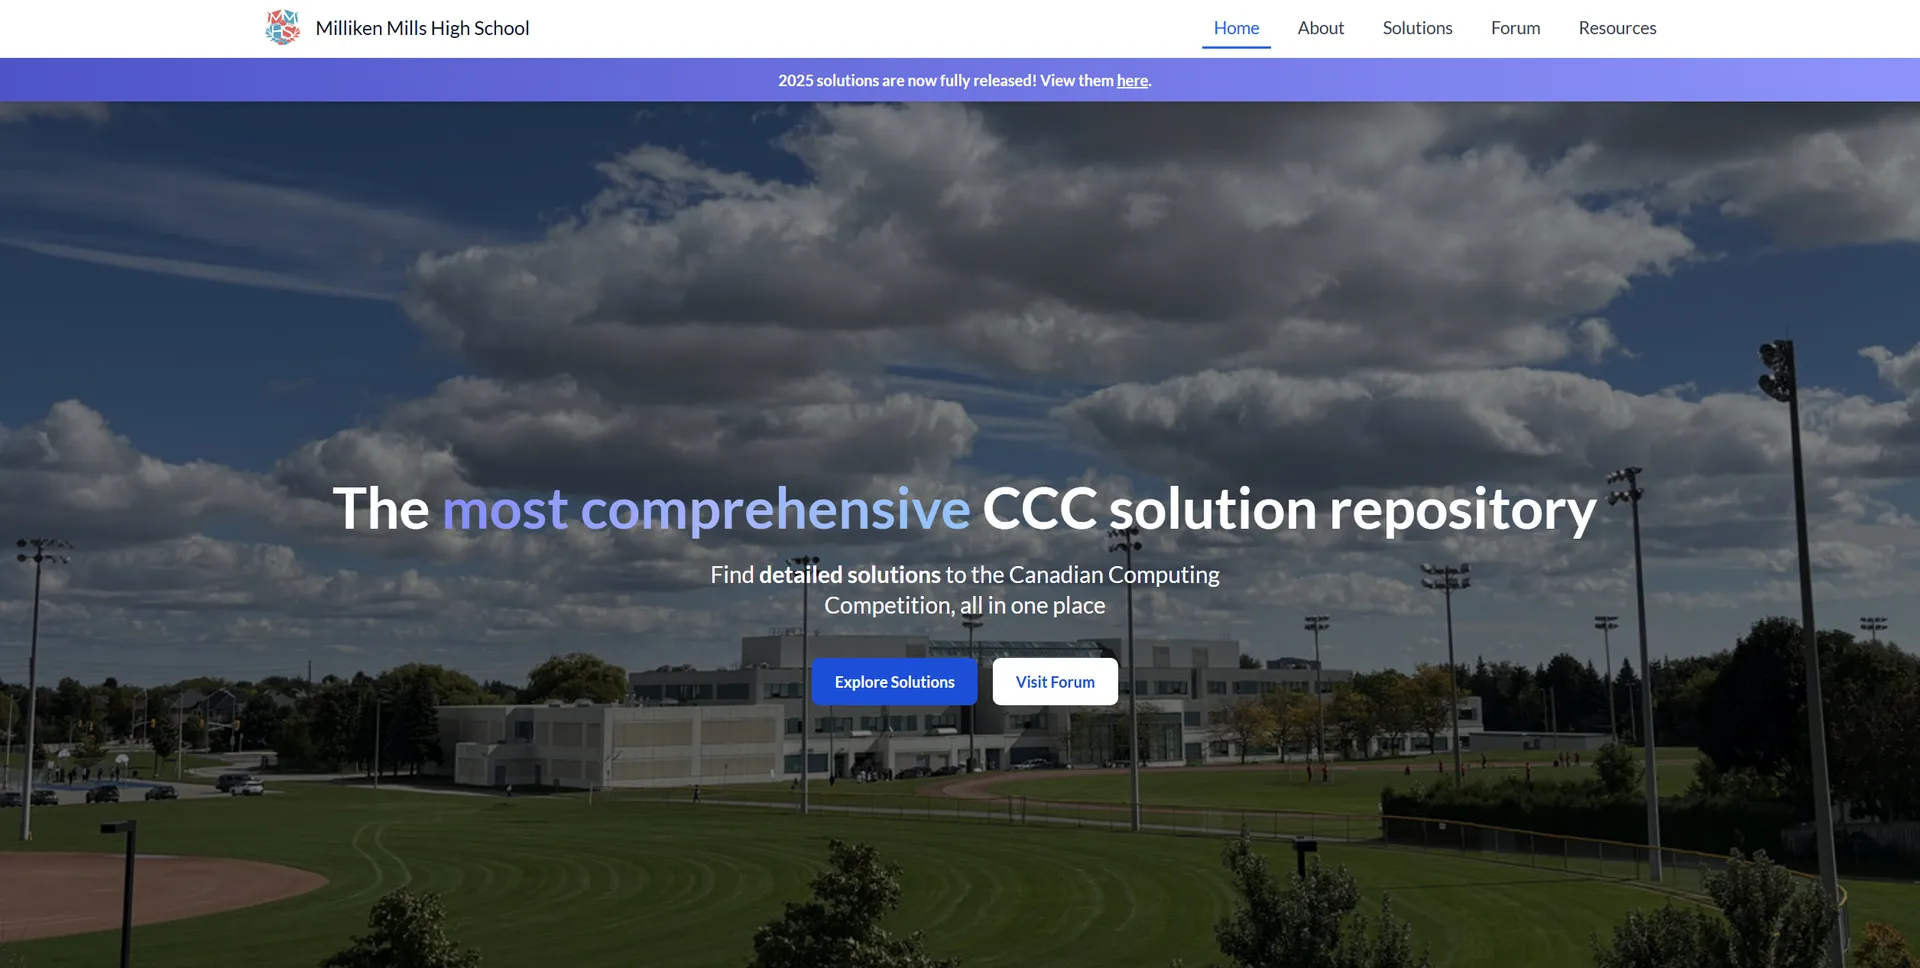 Milliken Mills High School
Home
About
Solutions
Forum
Resources
2025 solutions are now fully released! View them here.
The most comprehensive CCC solution repository
Find detailed solutions to the Canadian Computing
Competition, all in one place
Explore Solutions
Visit Forum